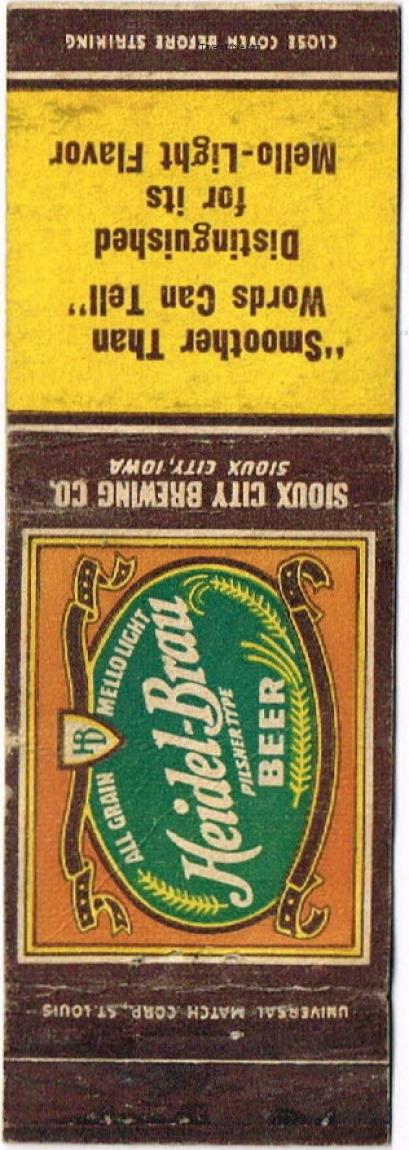 CLOSE COVER BEFORE STRIKING
"Smoother Than
Words Can Tell"
Distinguished
for its
Mello-Light Flavor
SIOUX CITY BREWING CO.
SIOUX CITY, IOWA
ALL GRAIN MELLO LIGHT
HB
Heidel-Brau
PILSNER TYPE
BEER
UNIVERSAL MATCH CORP., ST. LOUIS